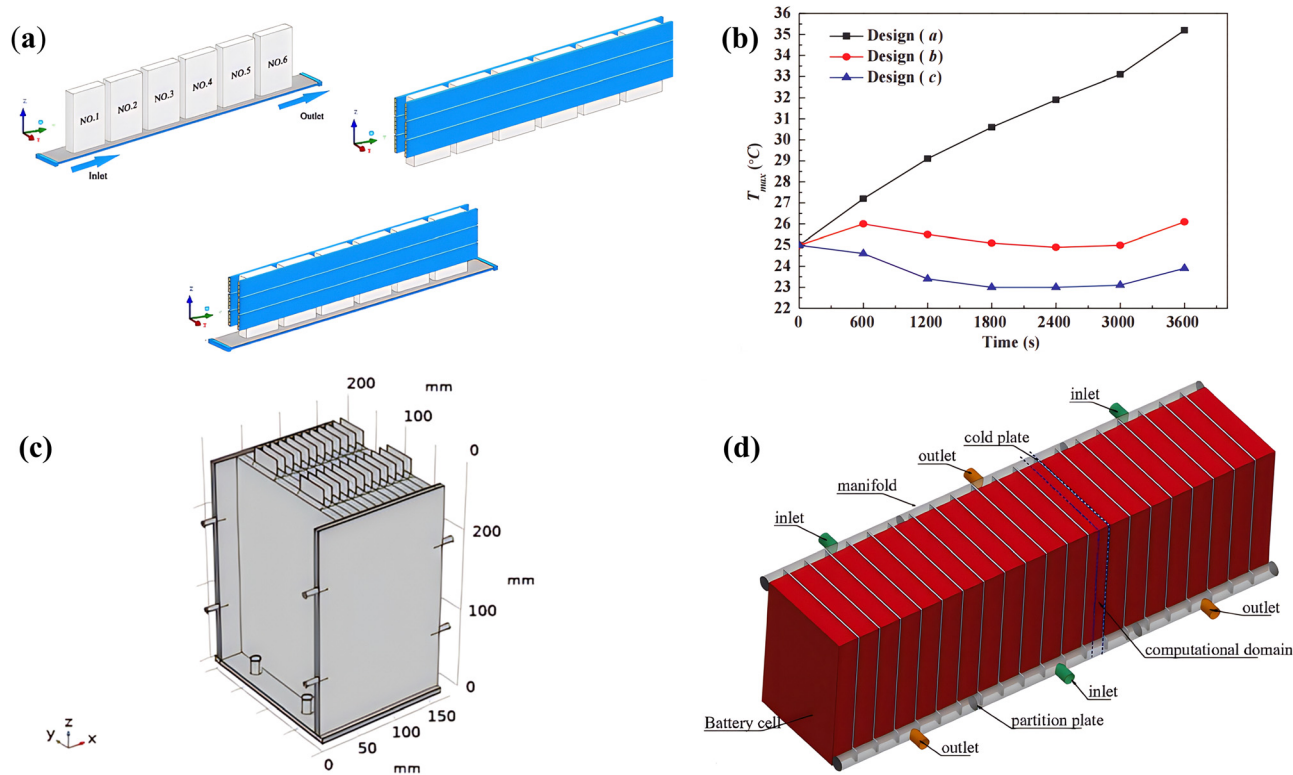 (a)
NO.1
NO.2
NO.3
NO.4
NO.5
NO.6
Inlet
Outlet
z
z
z
(b)
Design (a)
Design (b)
Design (c)
T_max (°C)
36
35
34
33
32
31
30
29
28
27
26
25
24
23
22
0 600 1200 1800 2400 3000 3600
Time (s)
(c)
200 mm
100
0
200
mm
100
0
150
100
50
0
mm
z
y x
(d)
inlet
cold plate
outlet
manifold
inlet
outlet
computational domain
inlet
partition plate
Battery cell
outlet